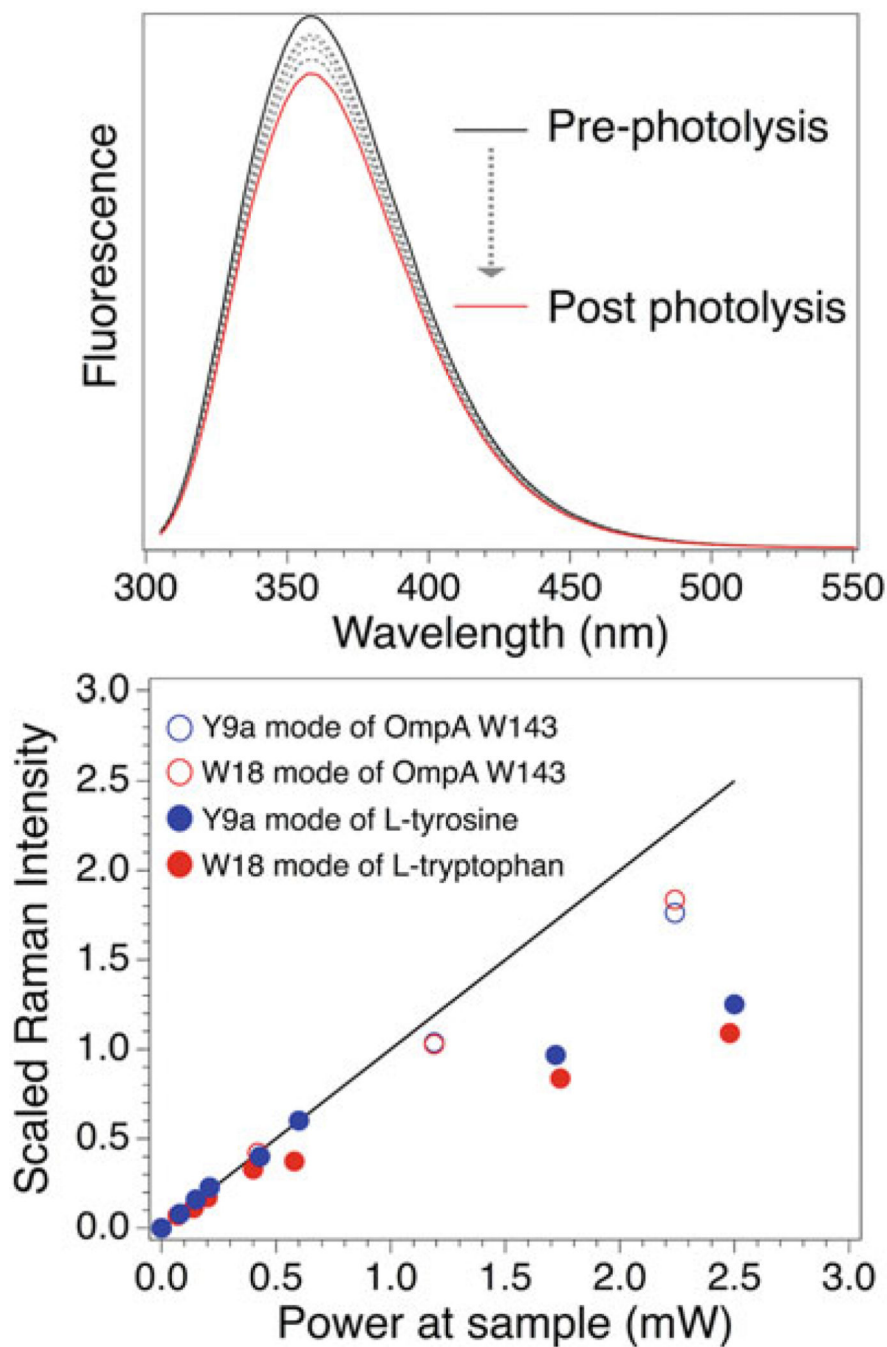 Fluorescence
Pre-photolysis
Post photolysis
300 350 400 450 500 550
Wavelength (nm)
Scaled Raman Intensity
3.0
2.5
2.0
1.5
1.0
0.5
0.0
Y9a mode of OmpA W143
W18 mode of OmpA W143
Y9a mode of L-tyrosine
W18 mode of L-tryptophan
0.0 0.5 1.0 1.5 2.0 2.5 3.0
Power at sample (mW)